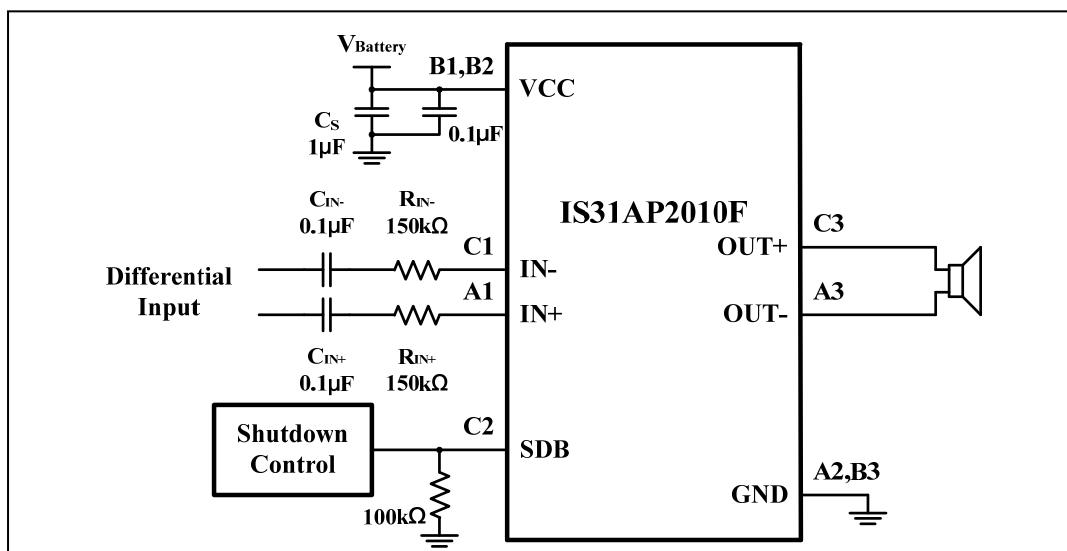 VBattery
B1,B2
VCC
CS
1μF
0.1μF
CIN-
0.1μF
RIN-
150kΩ
IS31AP2010F
C1
IN-
Differential
Input
A1
IN+
C3
OUT+
A3
OUT-
CIN+
0.1μF
RIN+
150kΩ
Shutdown
Control
C2
SDB
100kΩ
A2,B3
GND